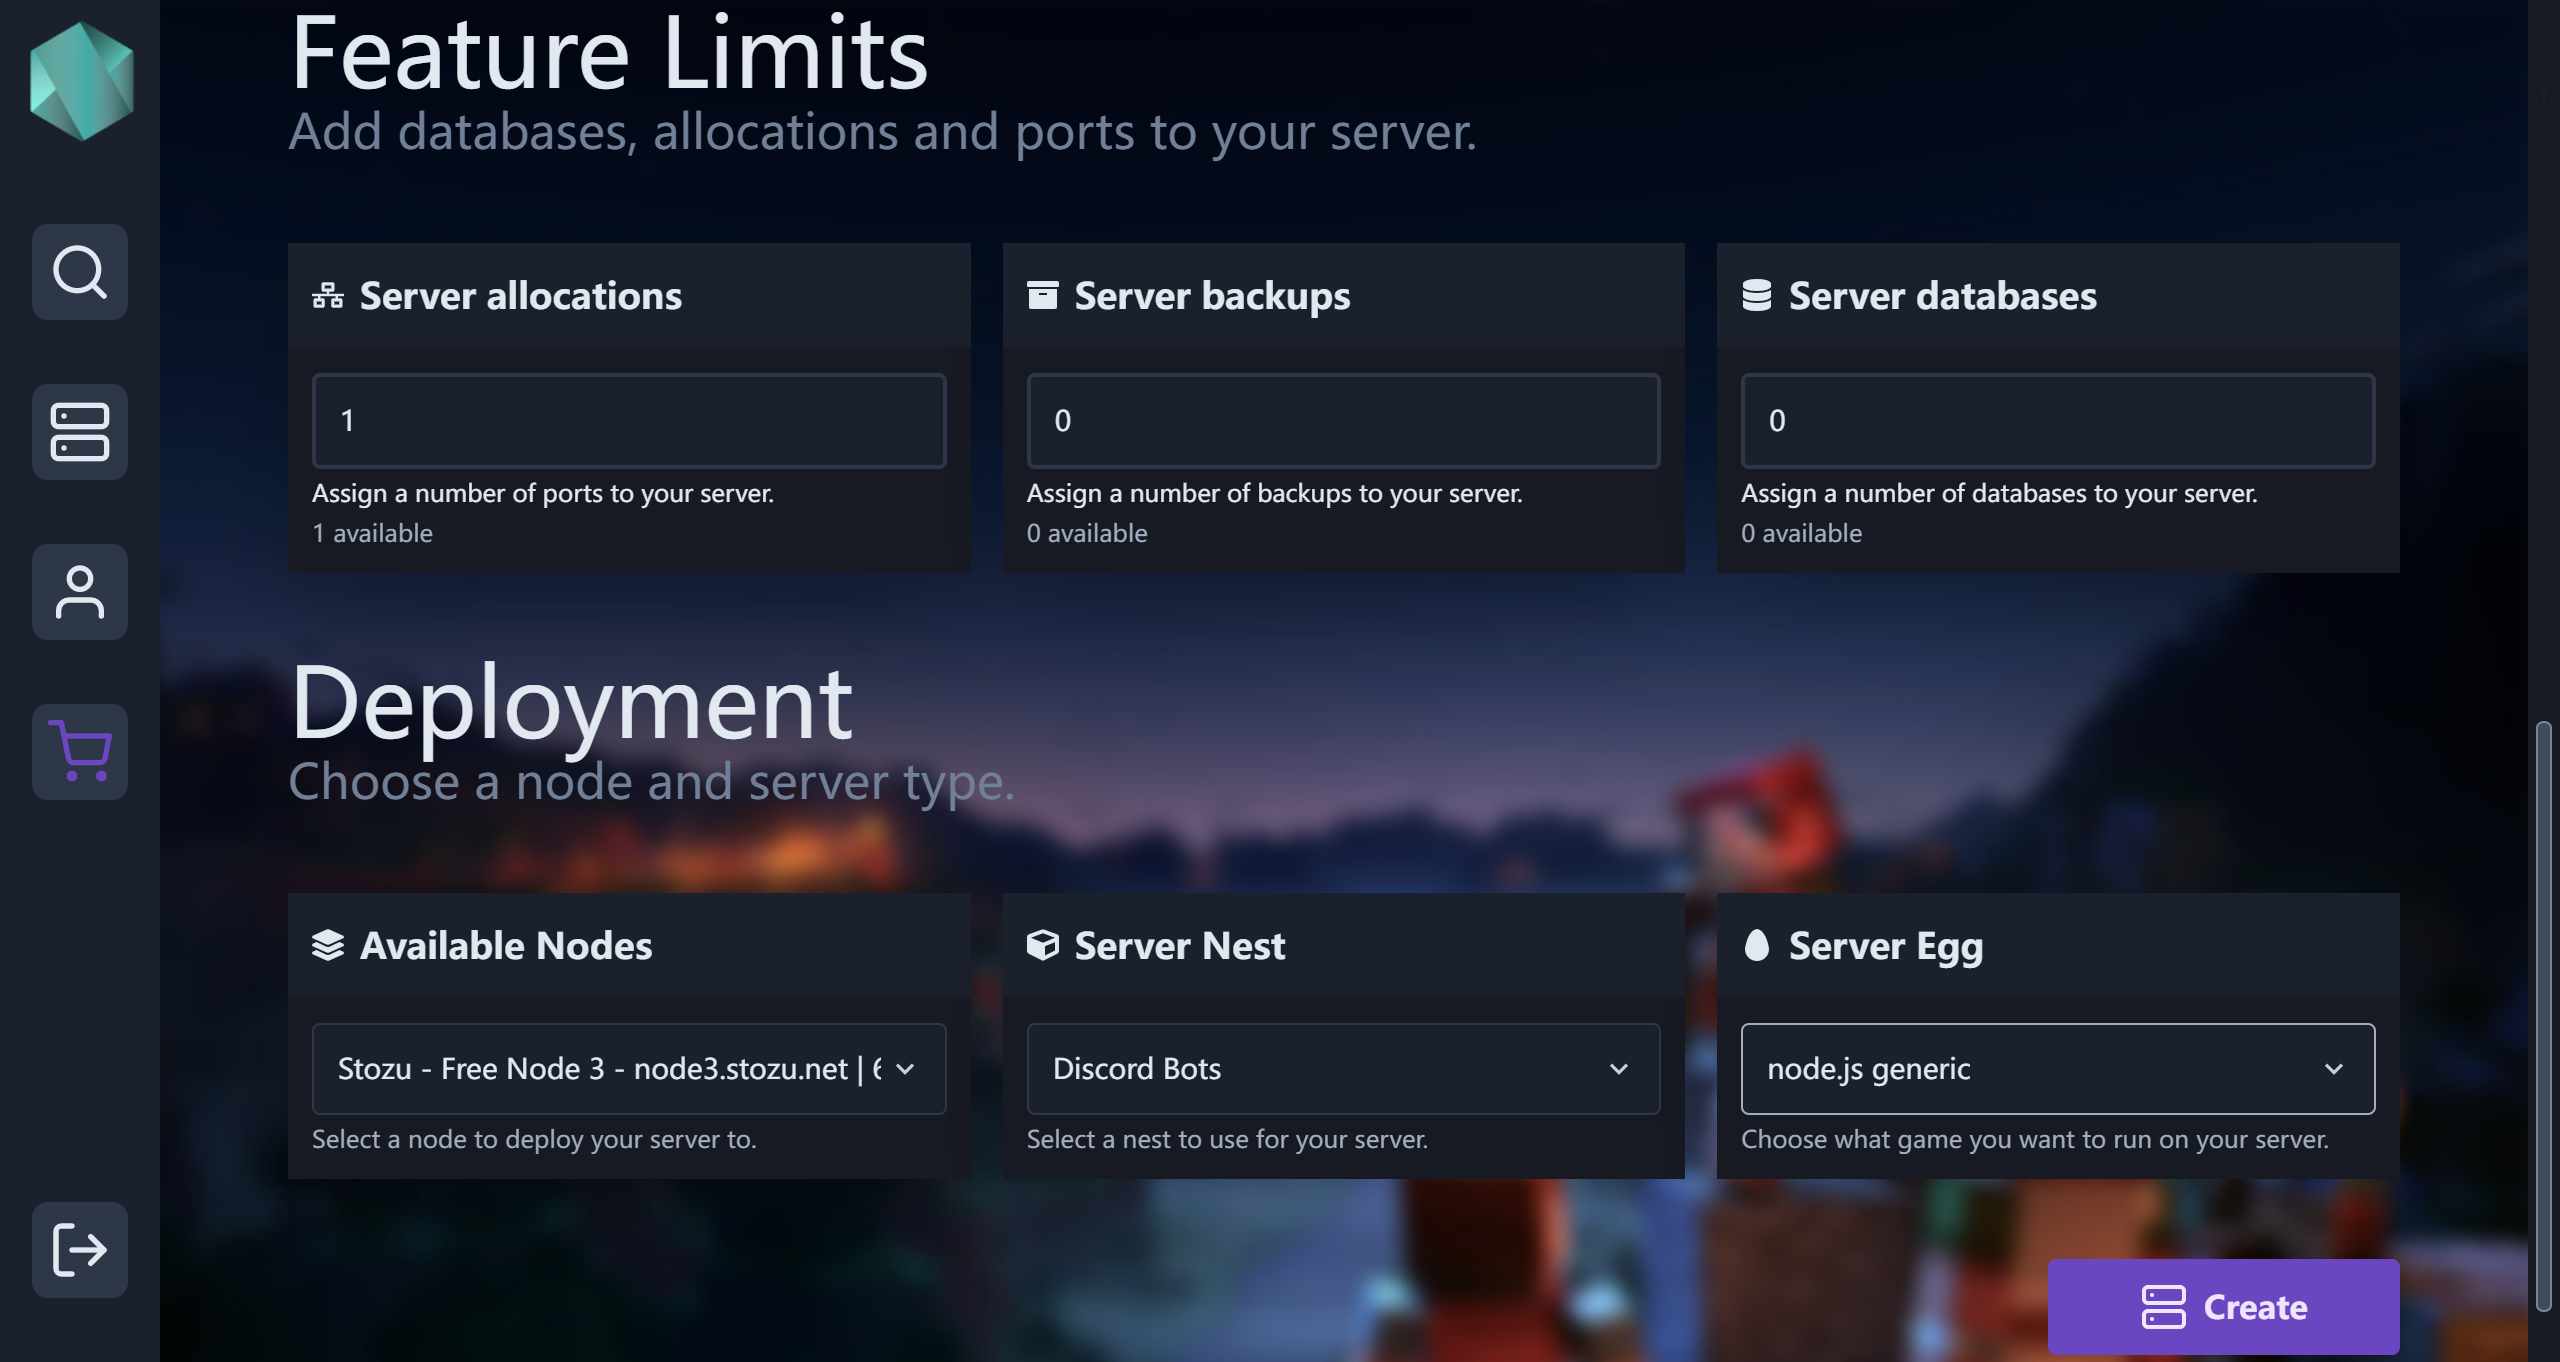 Feature Limits
Add databases, allocations and ports to your server.
Server allocations
1
Assign a number of ports to your server.
1 available
Server backups
0
Assign a number of backups to your server.
0 available
Server databases
0
Assign a number of databases to your server.
0 available
Deployment
Choose a node and server type.
Available Nodes
Stozu - Free Node 3 - node3.stozu.net |
Select a node to deploy your server to.
Server Nest
Discord Bots
Select a nest to use for your server.
Server Egg
node.js generic
Choose what game you want to run on your server.
Create